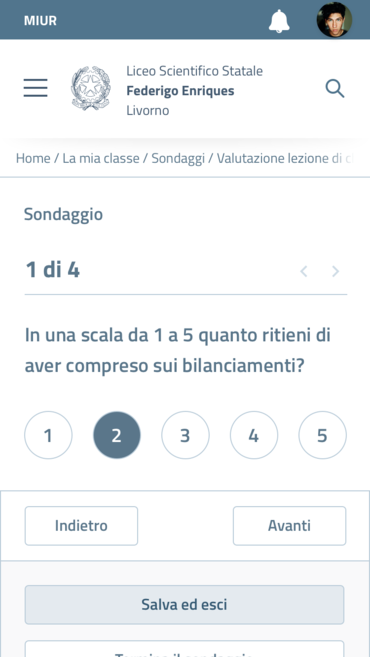 MIUR
Liceo Scientifico Statale
Federigo Enriques
Livorno
Home / La mia classe / Sondaggi / Valutazione lezione di
Sondaggio
1 di 4
In una scala da 1 a 5 quanto ritieni di
aver compreso sui bilanciamenti?
1 2 3 4 5
Indietro Avanti
Salva ed esci